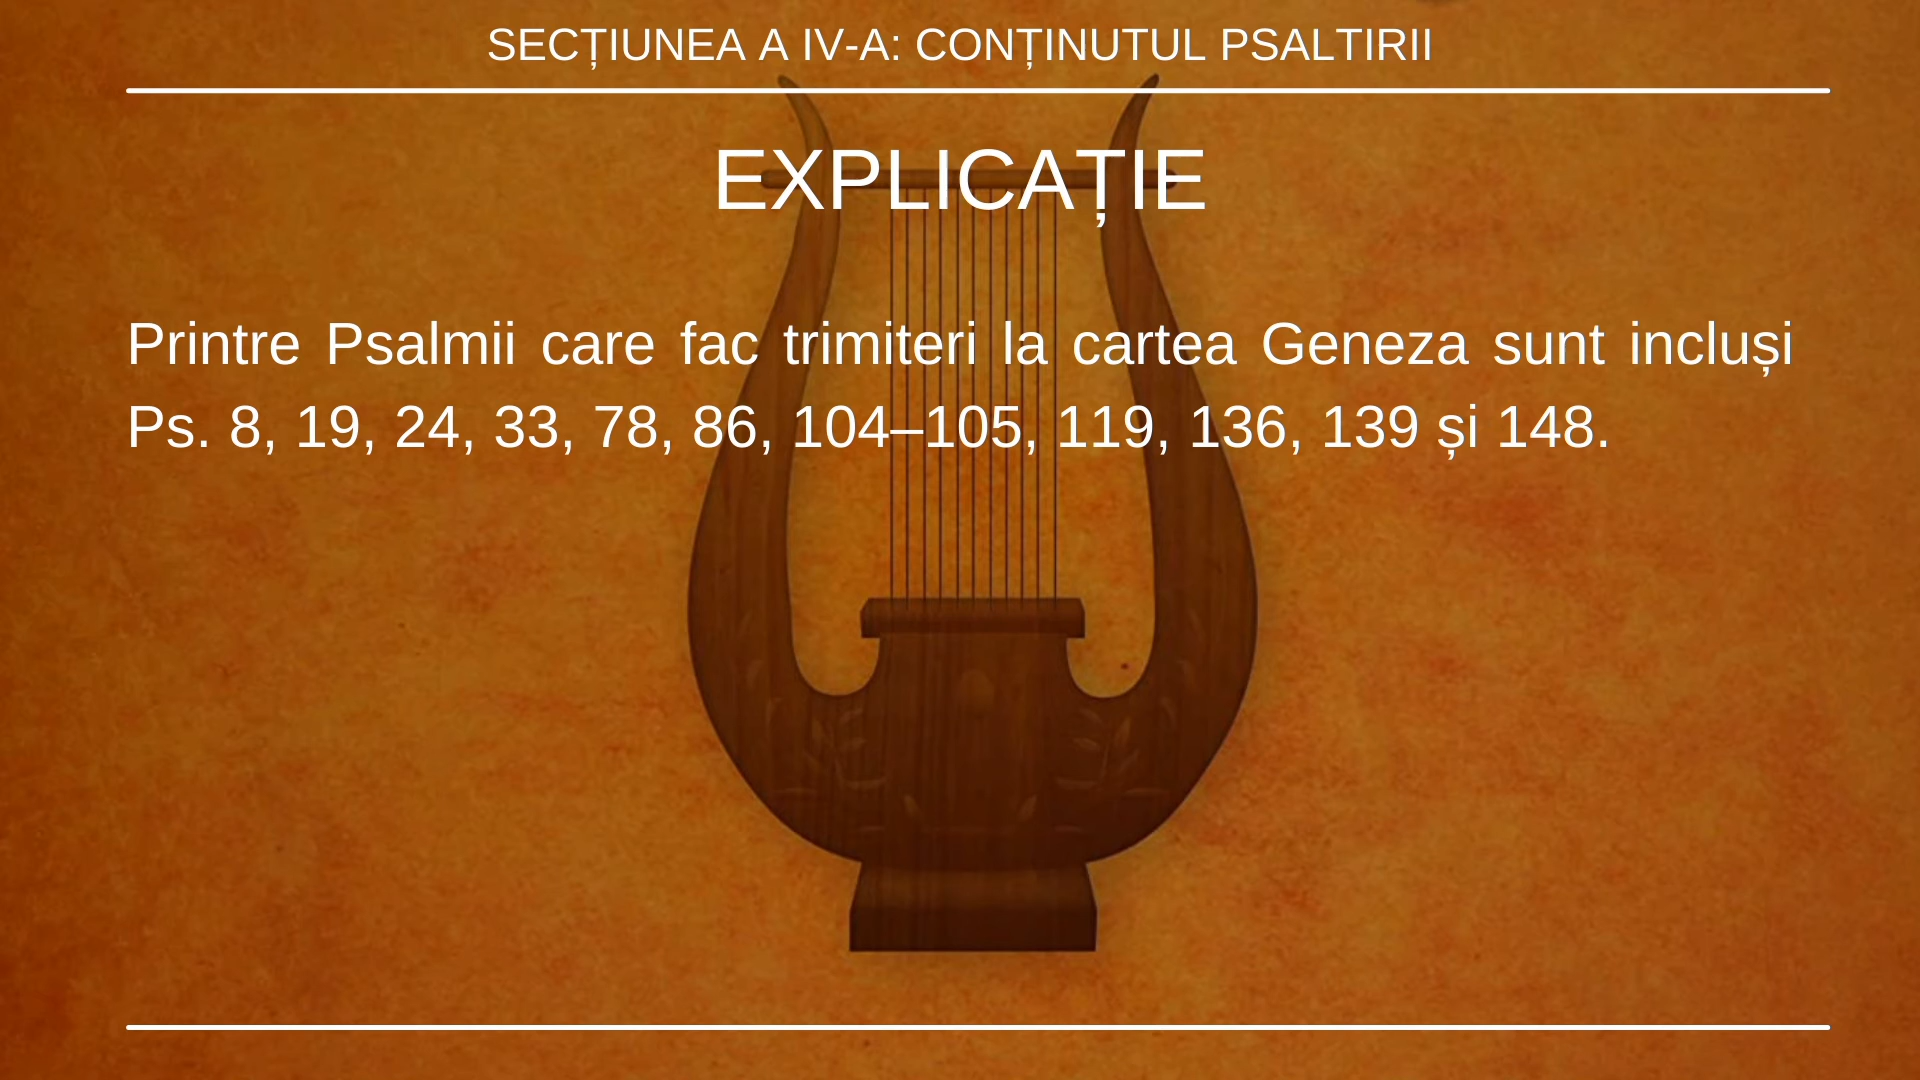 SECȚIUNEA A IV-A: CONȚINUTUL PSALTIRII
EXPLICAȚIE
Printre Psalmii care fac trimiteri la cartea Geneza sunt incluși
Ps. 8, 19, 24, 33, 78, 86, 104–105, 119, 136, 139 și 148.